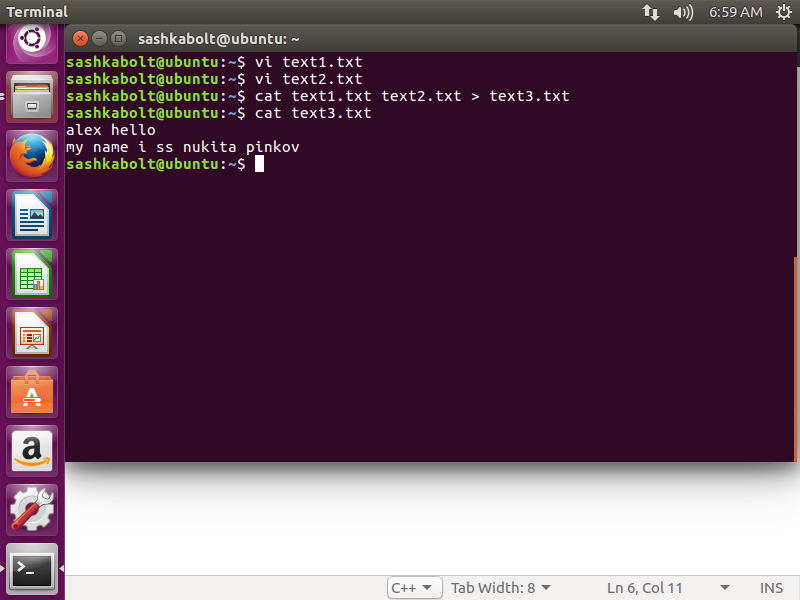 Terminal
6:59 AM
sashkabolt@ubuntu: ~
sashkabolt@ubuntu:~$ vi text1.txt
sashkabolt@ubuntu:~$ vi text2.txt
sashkabolt@ubuntu:~$ cat text1.txt text2.txt > text3.txt
sashkabolt@ubuntu:~$ cat text3.txt
alex hello
my name i ss nukita pinkov
sashkabolt@ubuntu:~$
C++ Tab Width: 8 Ln 6, Col 11 INS